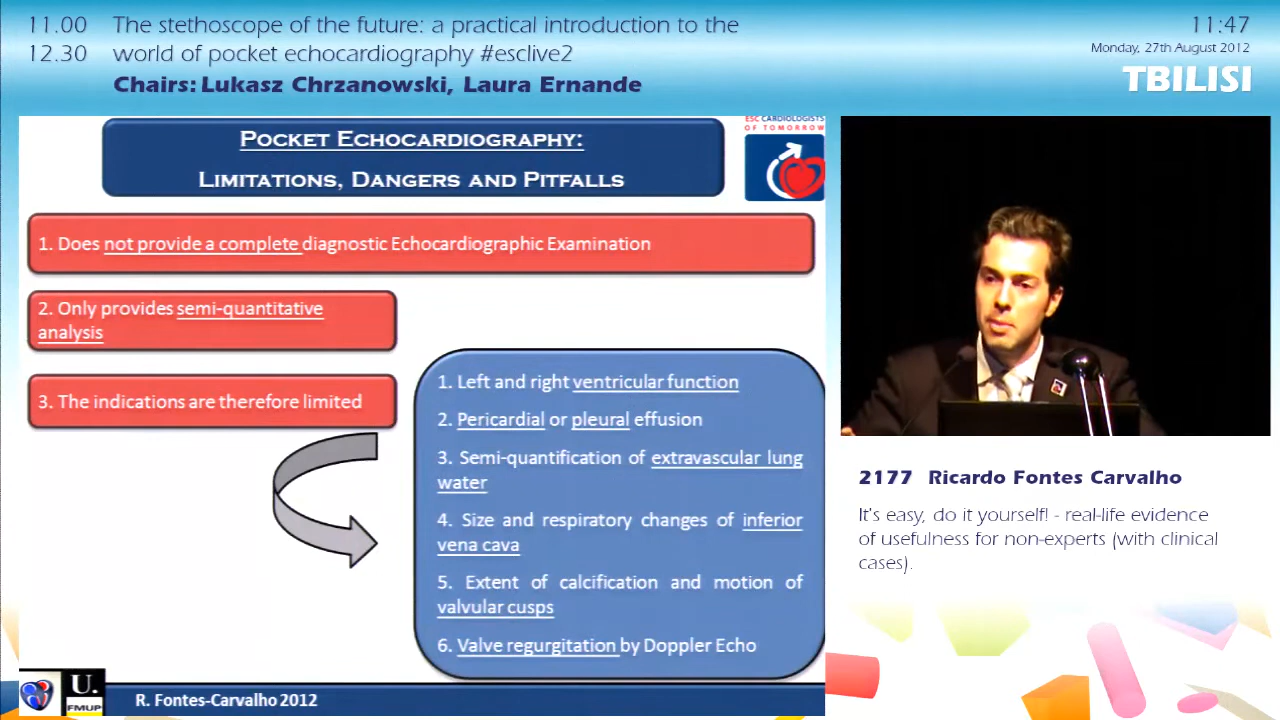 11.00 The stethoscope of the future: a practical introduction to the
12.30 world of pocket echocardiography #esclive2
Chairs: Lukasz Chrzanowski, Laura Ernande
11:47
Monday, 27th August 2012
TBILISI
POCKET ECHOCARDIOGRAPHY:
LIMITATIONS, DANGERS AND PITFALLS
ESC CARDIOLOGISTS
OF TOMORROW
1. Does not provide a complete diagnostic Echocardiographic Examination
2. Only provides semi-quantitative
analysis
3. The indications are therefore limited
1. Left and right ventricular function
2. Pericardial or pleural effusion
3. Semi-quantification of extravascular lung
water
4. Size and respiratory changes of inferior
vena cava
5. Extent of calcification and motion of
valvular cusps
6. Valve regurgitation by Doppler Echo
U.
FMUP
R. Fontes-Carvalho 2012
2177 Ricardo Fontes Carvalho
It's easy, do it yourself! - real-life evidence
of usefulness for non-experts (with clinical
cases).